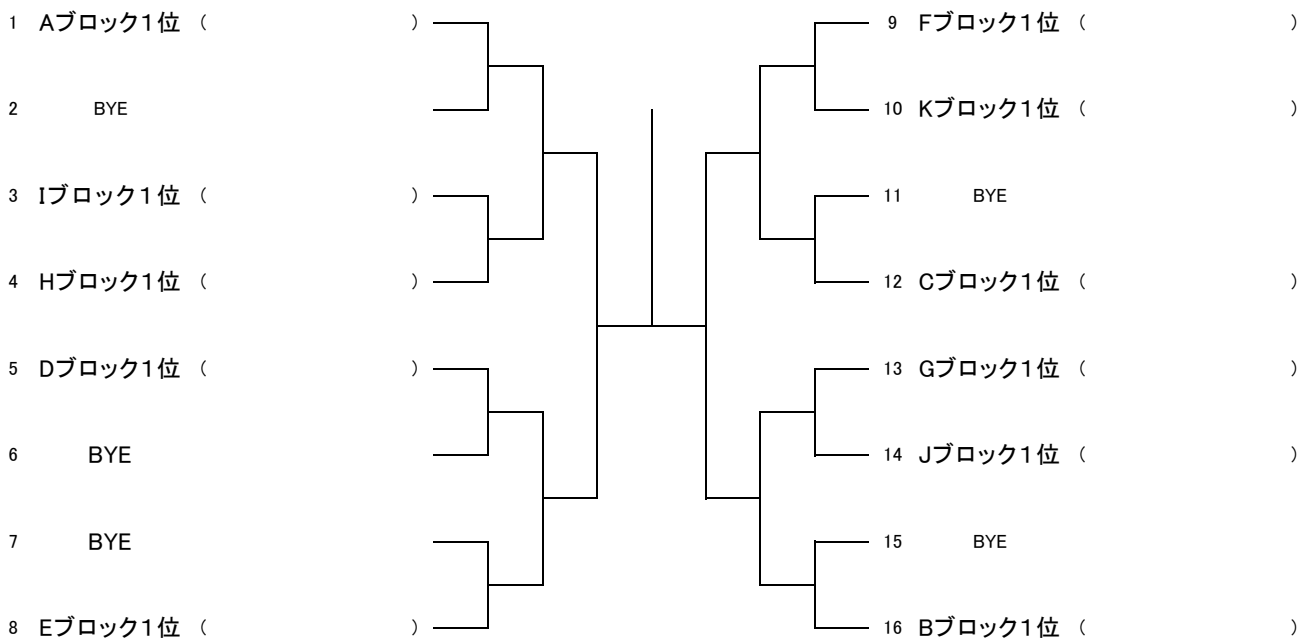 1 Aブロック1位 （ ）
2 BYE
3 Iブロック1位 （ ）
4 Hブロック1位 （ ）
5 Dブロック1位 （ ）
6 BYE
7 BYE
8 Eブロック1位 （ ）
9 Fブロック1位 （ ）
10 Kブロック1位 （ ）
11 BYE
12 Cブロック1位 （ ）
13 Gブロック1位 （ ）
14 Jブロック1位 （ ）
15 BYE
16 Bブロック1位 （ ）